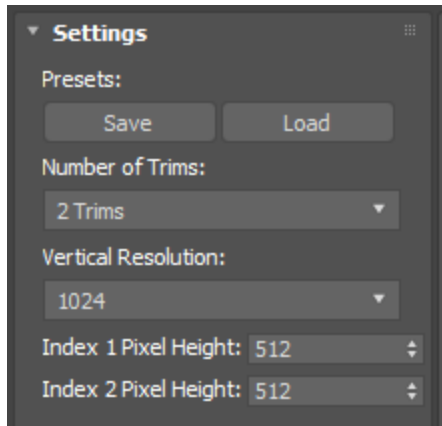 Settings
Presets:
Save Load
Number of Trims:
2 Trims
Vertical Resolution:
1024
Index 1 Pixel Height: 512
Index 2 Pixel Height: 512